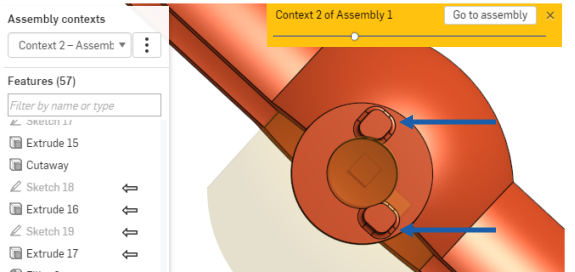 Assembly contexts
Context 2 of Assembly 1
Go to assembly
Context 2 – Assemb
Features (57)
Filter by name or type
Sketch 17
Extrude 15
Cutaway
Sketch 18
Extrude 16
Sketch 19
Extrude 17